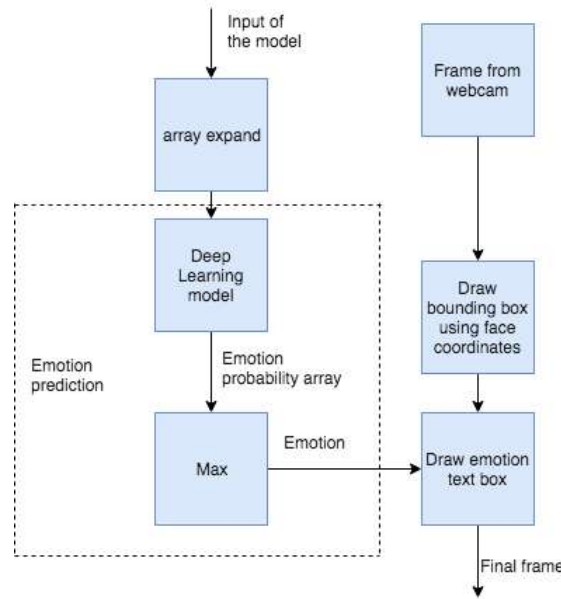 Input of
the model
Frame from
webcam
array expand
Deep
Learning
model
Draw
bounding box
using face
coordinates
Emotion
prediction
Emotion
probability array
Max
Emotion
Draw emotion
text box
Final frame